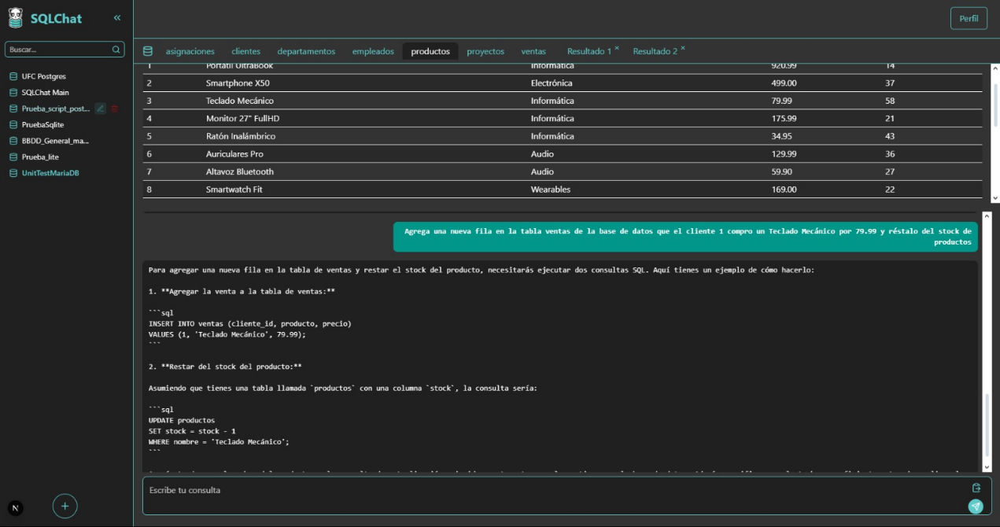 SQLChat
«
Perfil
Buscar...
UFC Postgres
SQLChat Main
Prueba_script_post...
PruebaSqlite
BBDD_General_ma...
Prueba_lite
UnitTestMariaDB
N
+
asignaciones clientes departamentos empleados productos proyectos ventas Resultado 1 × Resultado 2 ×
1 Portátil UltraBook Informática 920.99 14
2 Smartphone X50 Electrónica 499.00 37
3 Teclado Mecánico Informática 79.99 58
4 Monitor 27" FullHD Informática 175.99 21
5 Ratón Inalámbrico Informática 34.95 43
6 Auriculares Pro Audio 129.99 36
7 Altavoz Bluetooth Audio 59.90 27
8 Smartwatch Fit Wearables 169.00 22
Agrega una nueva fila en la tabla ventas de la base de datos que el cliente 1 compro un Teclado Mecánico por 79.99 y réstalo del stock de
productos
Para agregar una nueva fila en la tabla de ventas y restar el stock del producto, necesitarás ejecutar dos consultas SQL. Aquí tienes un ejemplo de cómo hacerlo:
1. **Agregar la venta a la tabla de ventas:**
```sql
INSERT INTO ventas (cliente_id, producto, precio)
VALUES (1, 'Teclado Mecánico', 79.99);
```
2. **Restar del stock del producto:**
Asumiendo que tienes una tabla llamada `productos` con una columna `stock`, la consulta sería:
```sql
UPDATE productos
SET stock = stock - 1
WHERE nombre = 'Teclado Mecánico';
```
Escribe tu consulta